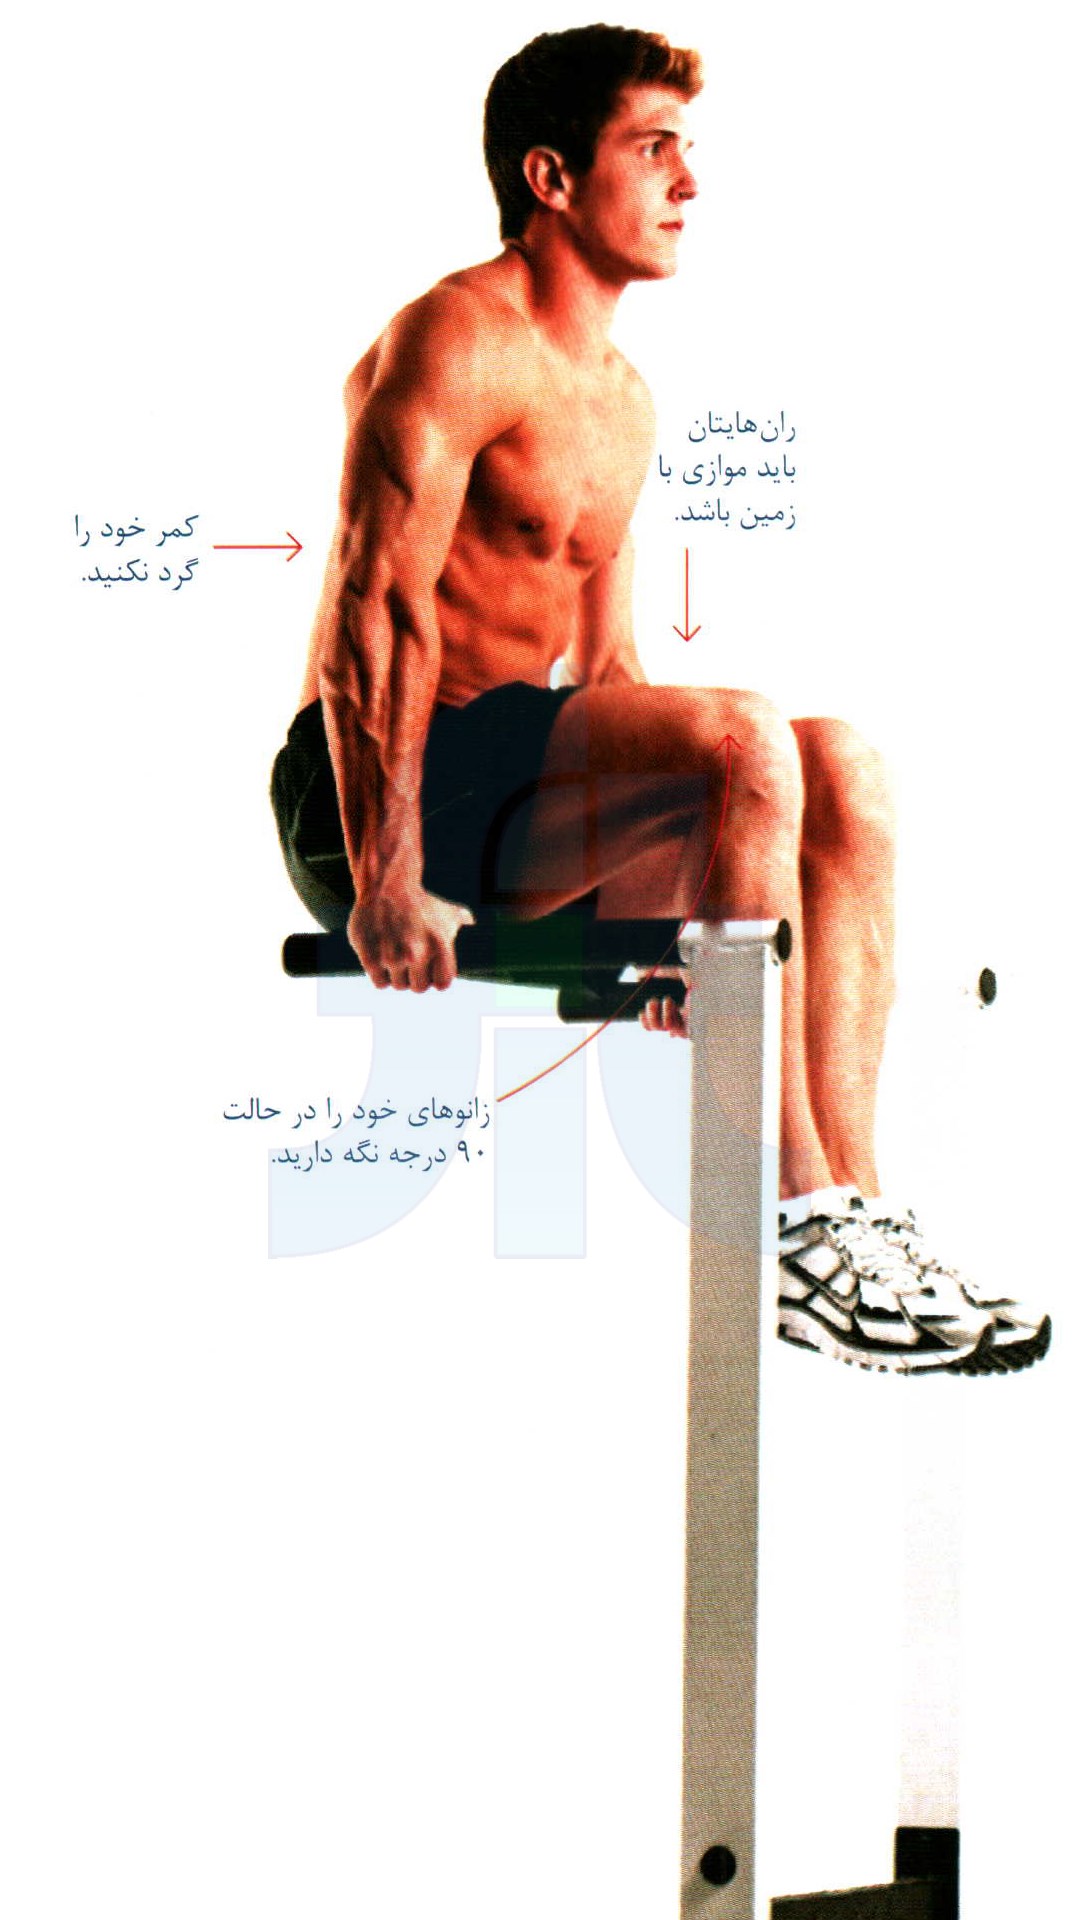 ران‌هایتان
باید موازی با
زمین باشد.
کمر خود را
گرد نکنید.
زانوهای خود را در حالت
۹۰ درجه نگه دارید.